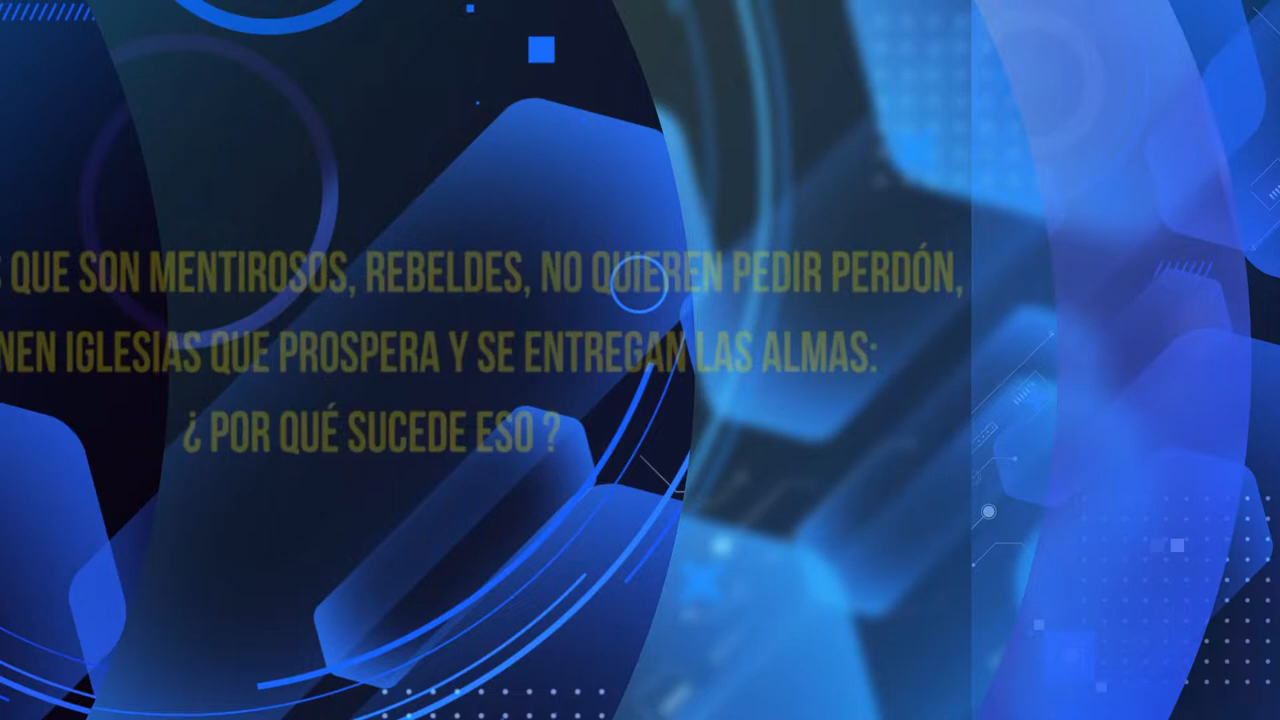 QUE SON MENTIROSOS, REBELDES, NO QUIEREN PEDIR PERDÓN,
IGLESIAS QUE PROSPERA Y SE ENTREGAN LAS ALMAS:
¿ POR QUÉ SUCEDE ESO ?